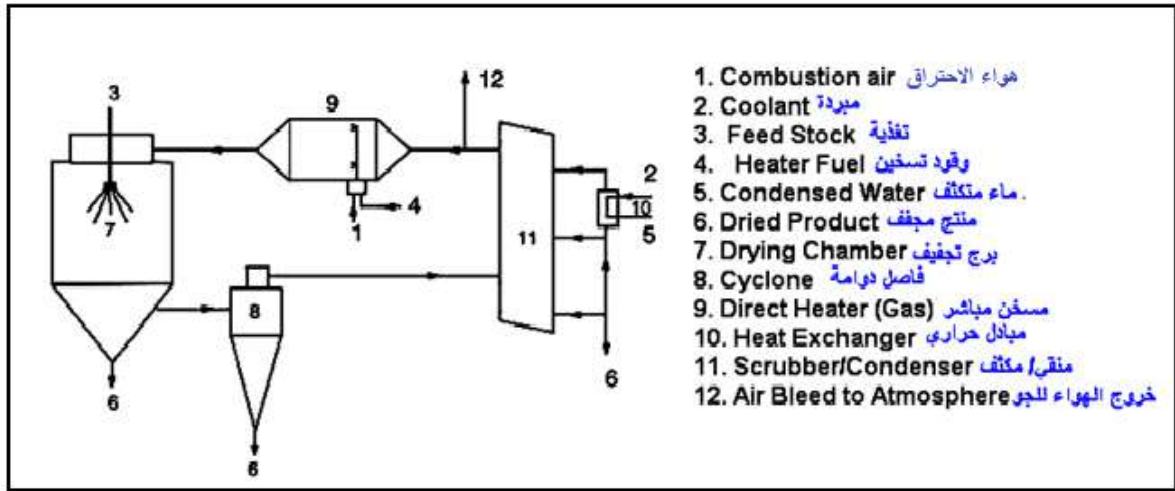 12
3
9
2
10
7
4
1
5
11
8
6
6
6
1. Combustion air هواء الاحتراق
2. Coolant مبردة
3. Feed Stock تغذية
4. Heater Fuel وقود تسخين
5. Condensed Water ماء متكثف.
6. Dried Product منتج مجفف
7. Drying Chamber برج تجفيف
8. Cyclone فاصل دوامة
9. Direct Heater (Gas) مسخن مباشر
10. Heat Exchanger مبادل حراري
11. Scrubber/Condenser منقي/ مكثف
12. Air Bleed to Atmosphere خروج الهواء للجو